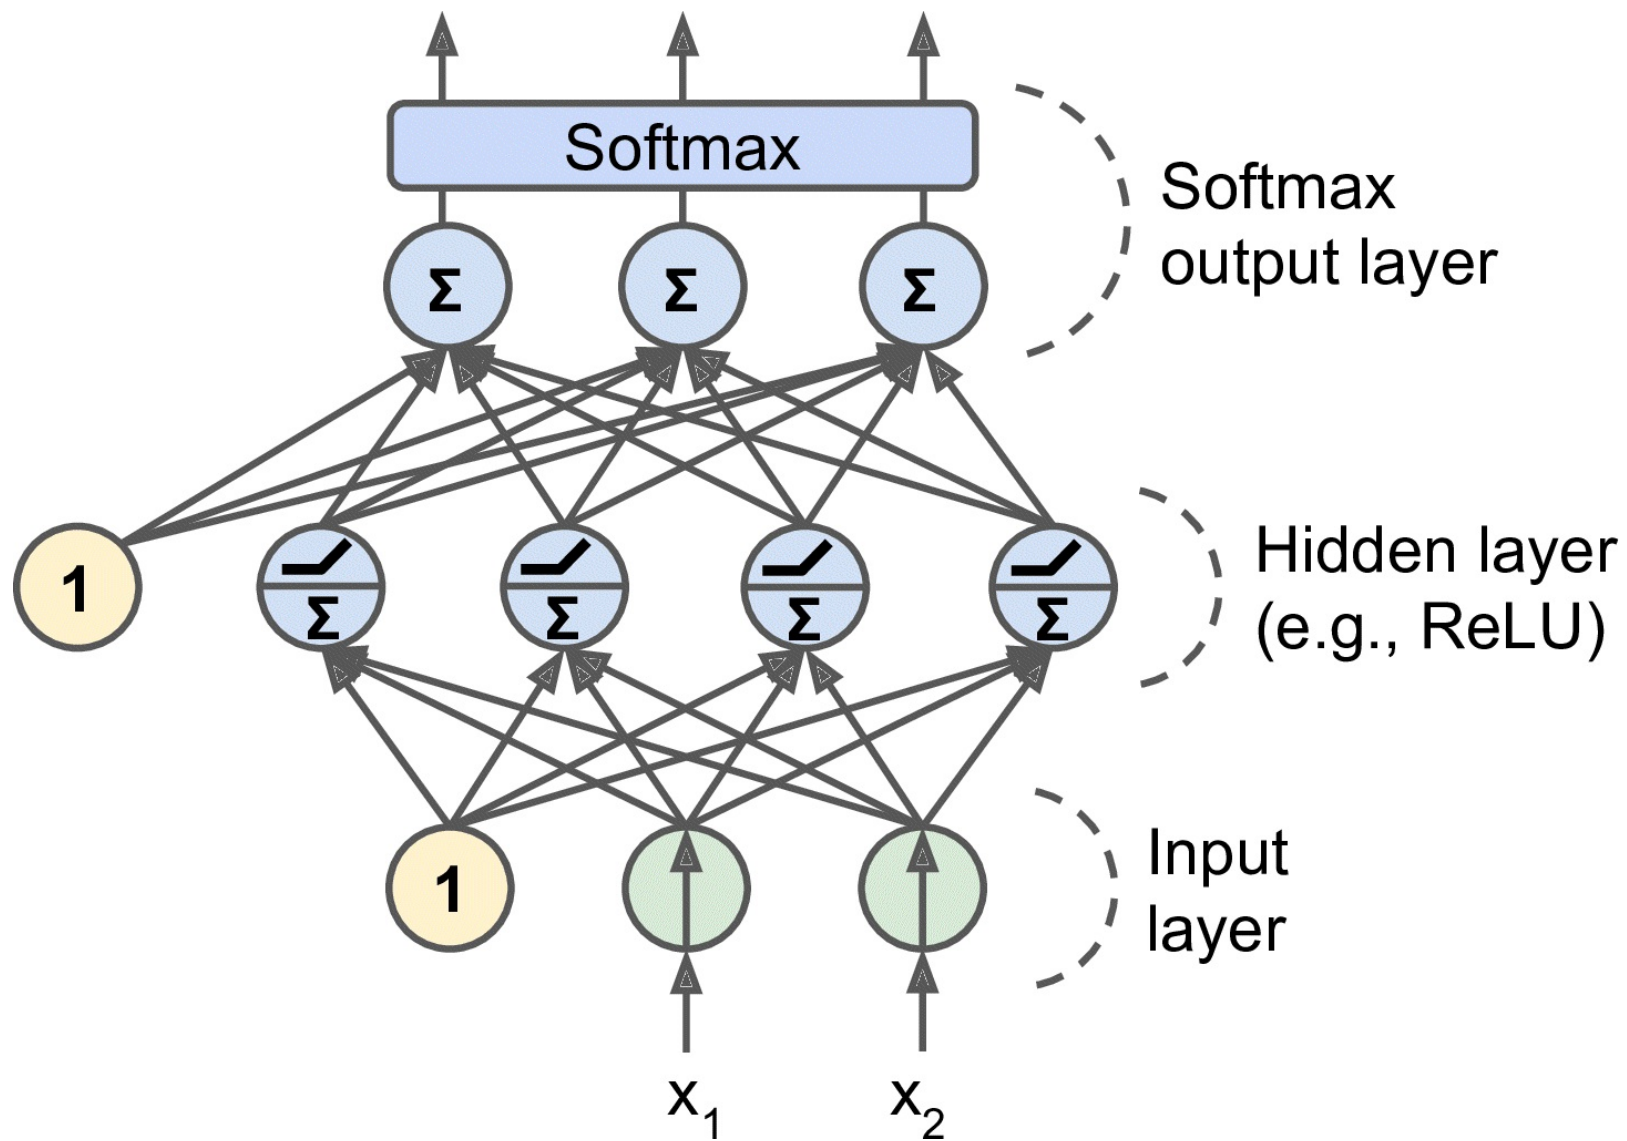 Softmax
Softmax
output layer
Σ Σ Σ
1
Σ Σ Σ Σ
Hidden layer
(e.g., ReLU)
1
Input
layer
x₁ x₂